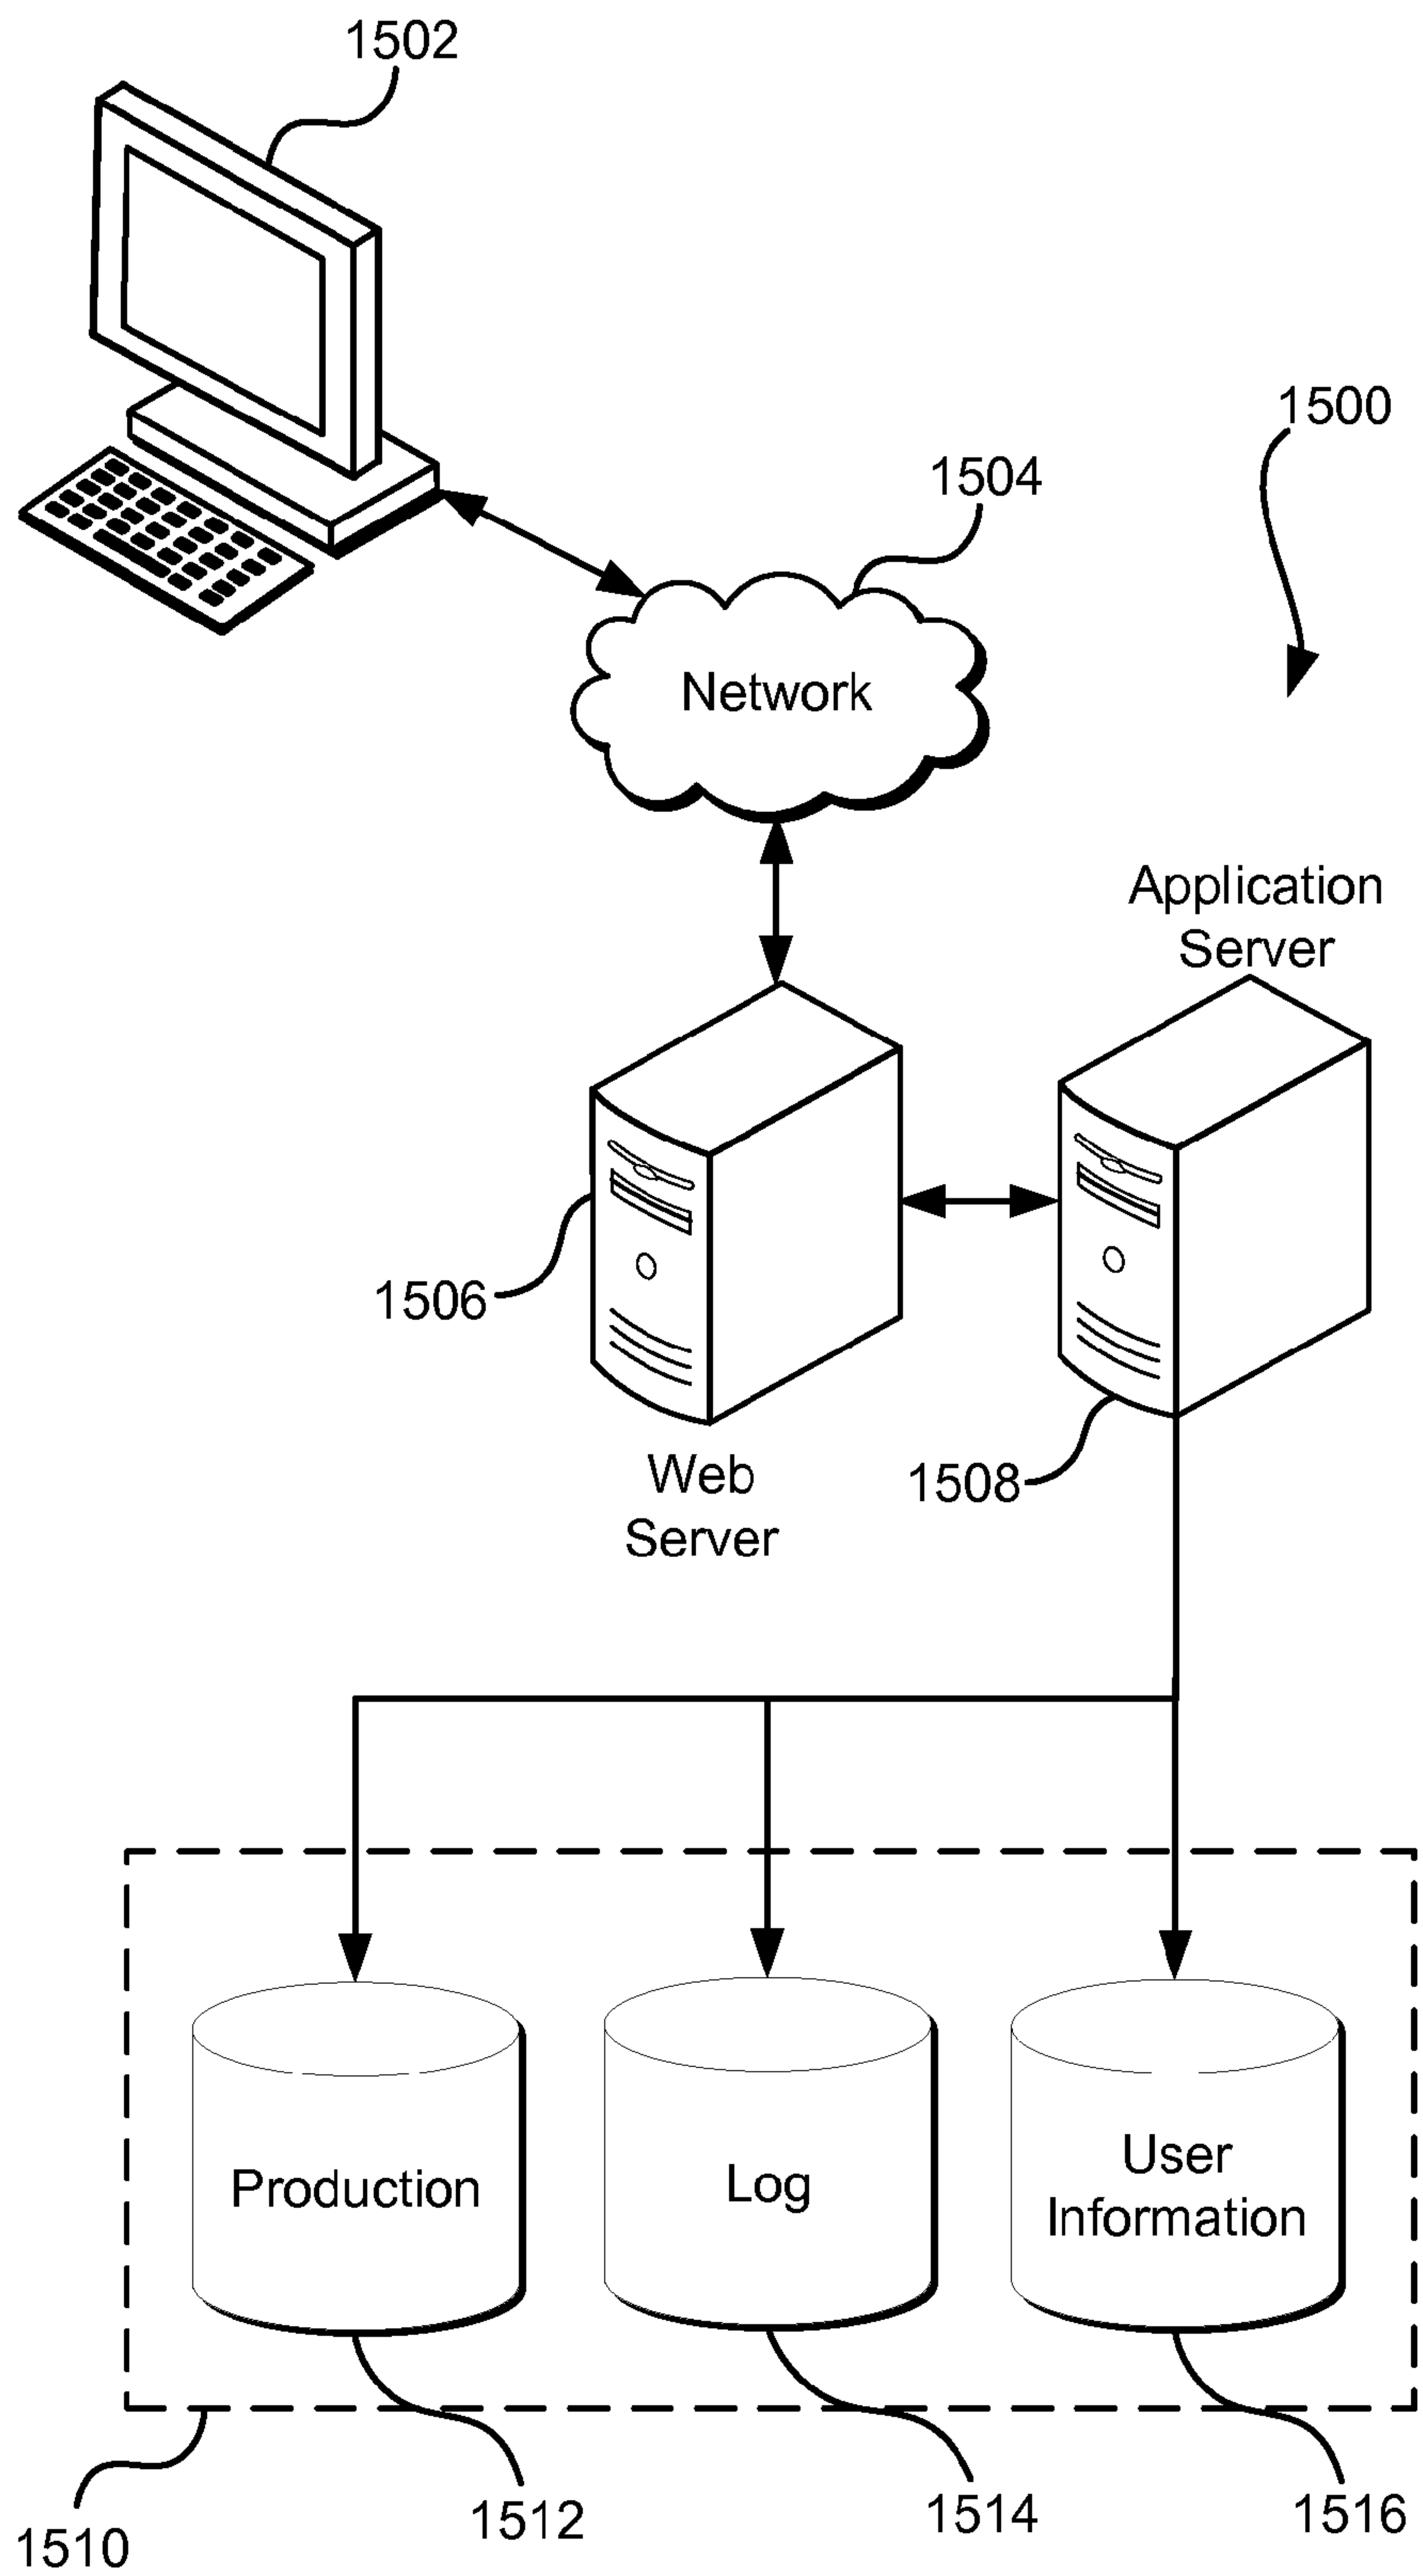 1502
1500
1504
Network
Application
Server
1506
Web
Server
1508
Production
Log
User
Information
1510
1512
1514
1516